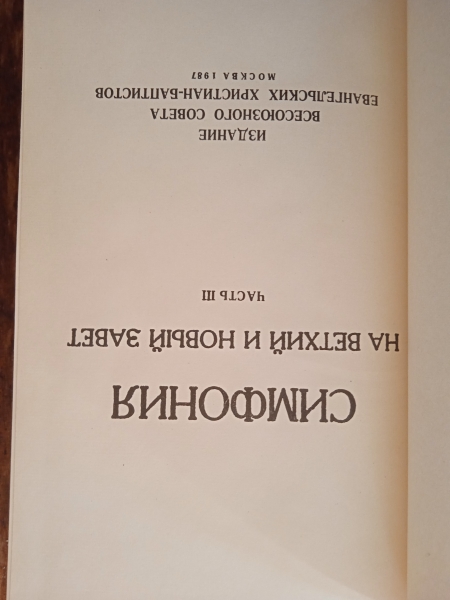 СИМФОНИЯ
НА ВЕТХИЙ И НОВЫЙ ЗАВЕТ
ЧАСТЬ III
ИЗДАНИЕ
ВСЕСОЮЗНОГО СОВЕТА
ЕВАНГЕЛЬСКИХ ХРИСТИАН-БАПТИСТОВ
МОСКВА 1987